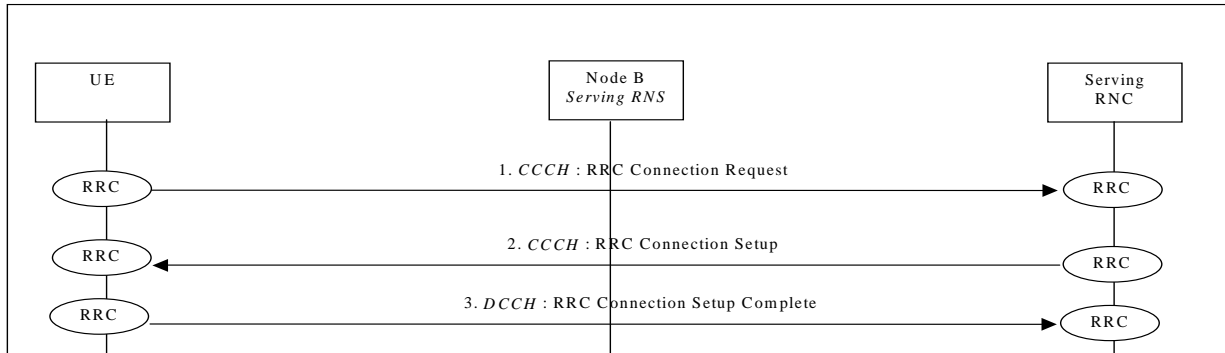 UE
Node B
Serving RNS
Serving
RNC
1. CCCH : RRC Connection Request
RRC
RRC
2. CCCH : RRC Connection Setup
RRC
RRC
3. DCCH : RRC Connection Setup Complete
RRC
RRC